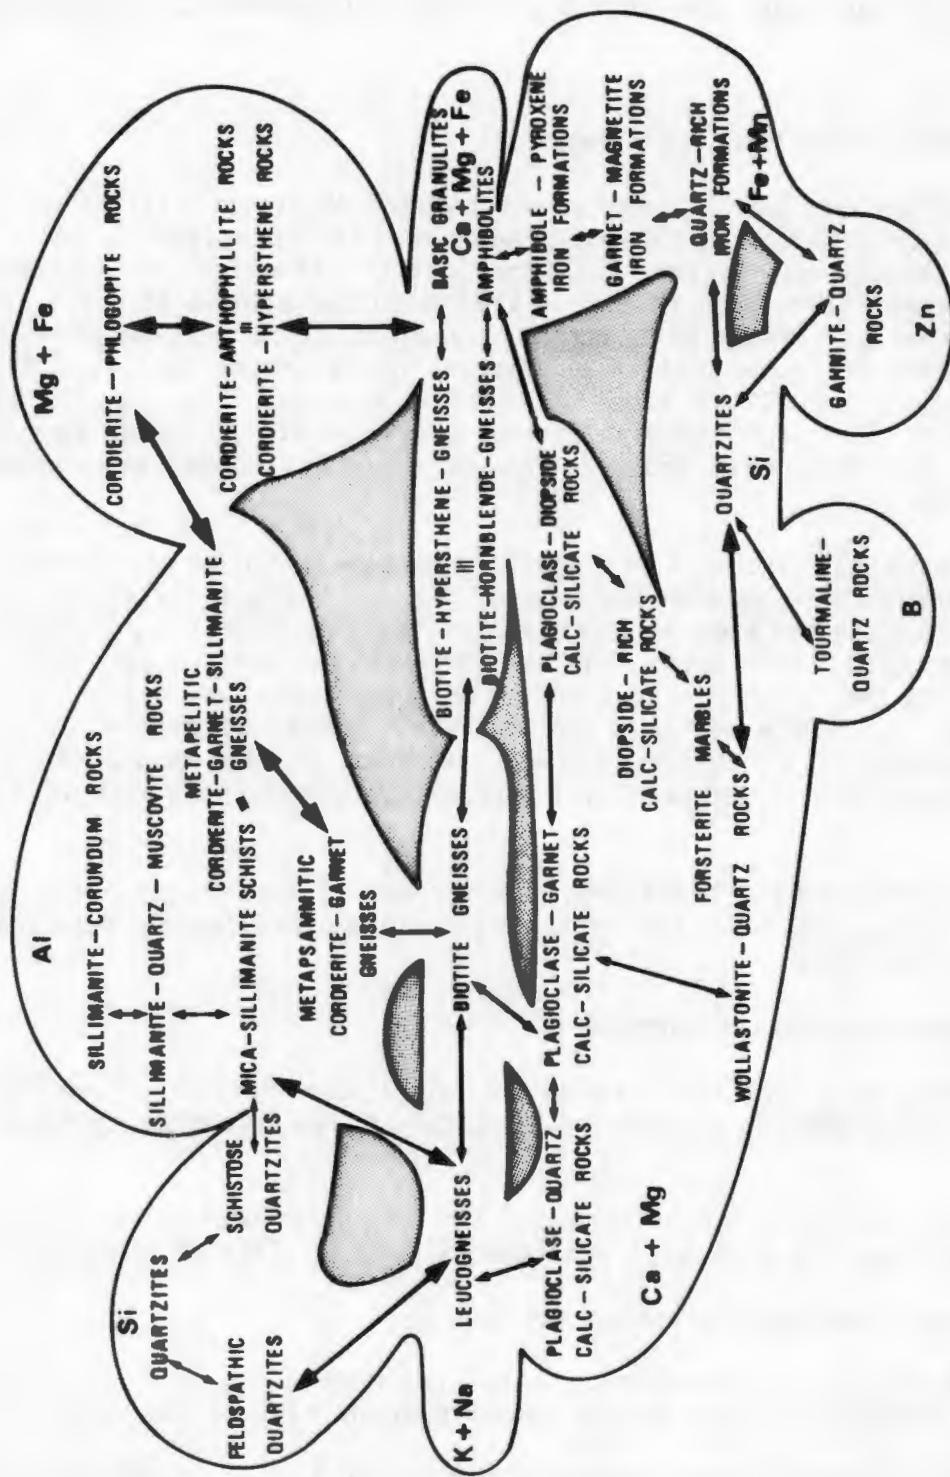 Mg + Fe
CORDIERITE – PHLOGOPITE ROCKS
CORDIERITE – ANTHOPHYLLITE ROCKS
≡
CORDIERITE – HYPERSTHENE ROCKS
Al
SILLIMANITE – CORUNDUM ROCKS
SILLIMANITE – QUARTZ – MUSCOVITE ROCKS
METAPELITIC
CORDIERITE – GARNET – SILLIMANITE
GNEISSES
MICA – SILLIMANITE SCHISTS
METAPSAMMITIC
CORDIERITE – GARNET
GNEISSES
Si
QUARTZITES
SCHISTOSE
QUARTZITES
FELDSPATHIC
QUARTZITES
K + Na
LEUCOGNEISSES
BIOTITE GNEISSES
BIOTITE – HYPERSTHENE – GNEISSES
≡
BIOTITE – HORNBLENDE – GNEISSES
BASIC GRANULITES
Ca + Mg + Fe
AMPHIBOLITES
PLAGIOCLASE – QUARTZ
CALC – SILICATE ROCKS
PLAGIOCLASE – GARNET
CALC – SILICATE ROCKS
PLAGIOCLASE – DIOPSIDE
CALC – SILICATE ROCKS
AMPHIBOLE – PYROXENE
IRON FORMATIONS
GARNET – MAGNETITE
IRON FORMATIONS
QUARTZ – RICH
IRON FORMATIONS
Fe + Mn
DIOPSIDE – RICH
CALC – SILICATE ROCKS
FORSTERITE MARBLES
WOLLASTONITE – QUARTZ ROCKS
Ca + Mg
QUARTZITES
Si
GAHNITE – QUARTZ
ROCKS
Zn
TOURMALINE –
QUARTZ ROCKS
B